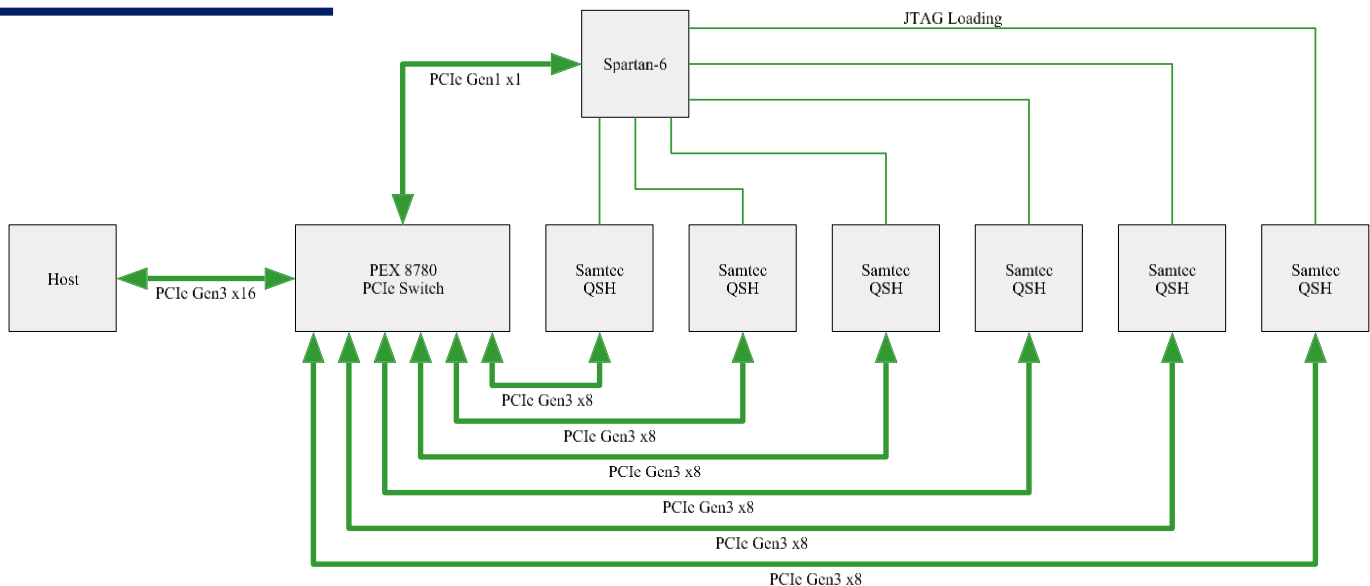 JTAG Loading
Spartan-6
PCIe Gen1 x1
Host
PCIe Gen3 x16
PEX 8780
PCIe Switch
Samtec
QSH
Samtec
QSH
Samtec
QSH
Samtec
QSH
Samtec
QSH
Samtec
QSH
PCIe Gen3 x8
PCIe Gen3 x8
PCIe Gen3 x8
PCIe Gen3 x8
PCIe Gen3 x8
PCIe Gen3 x8